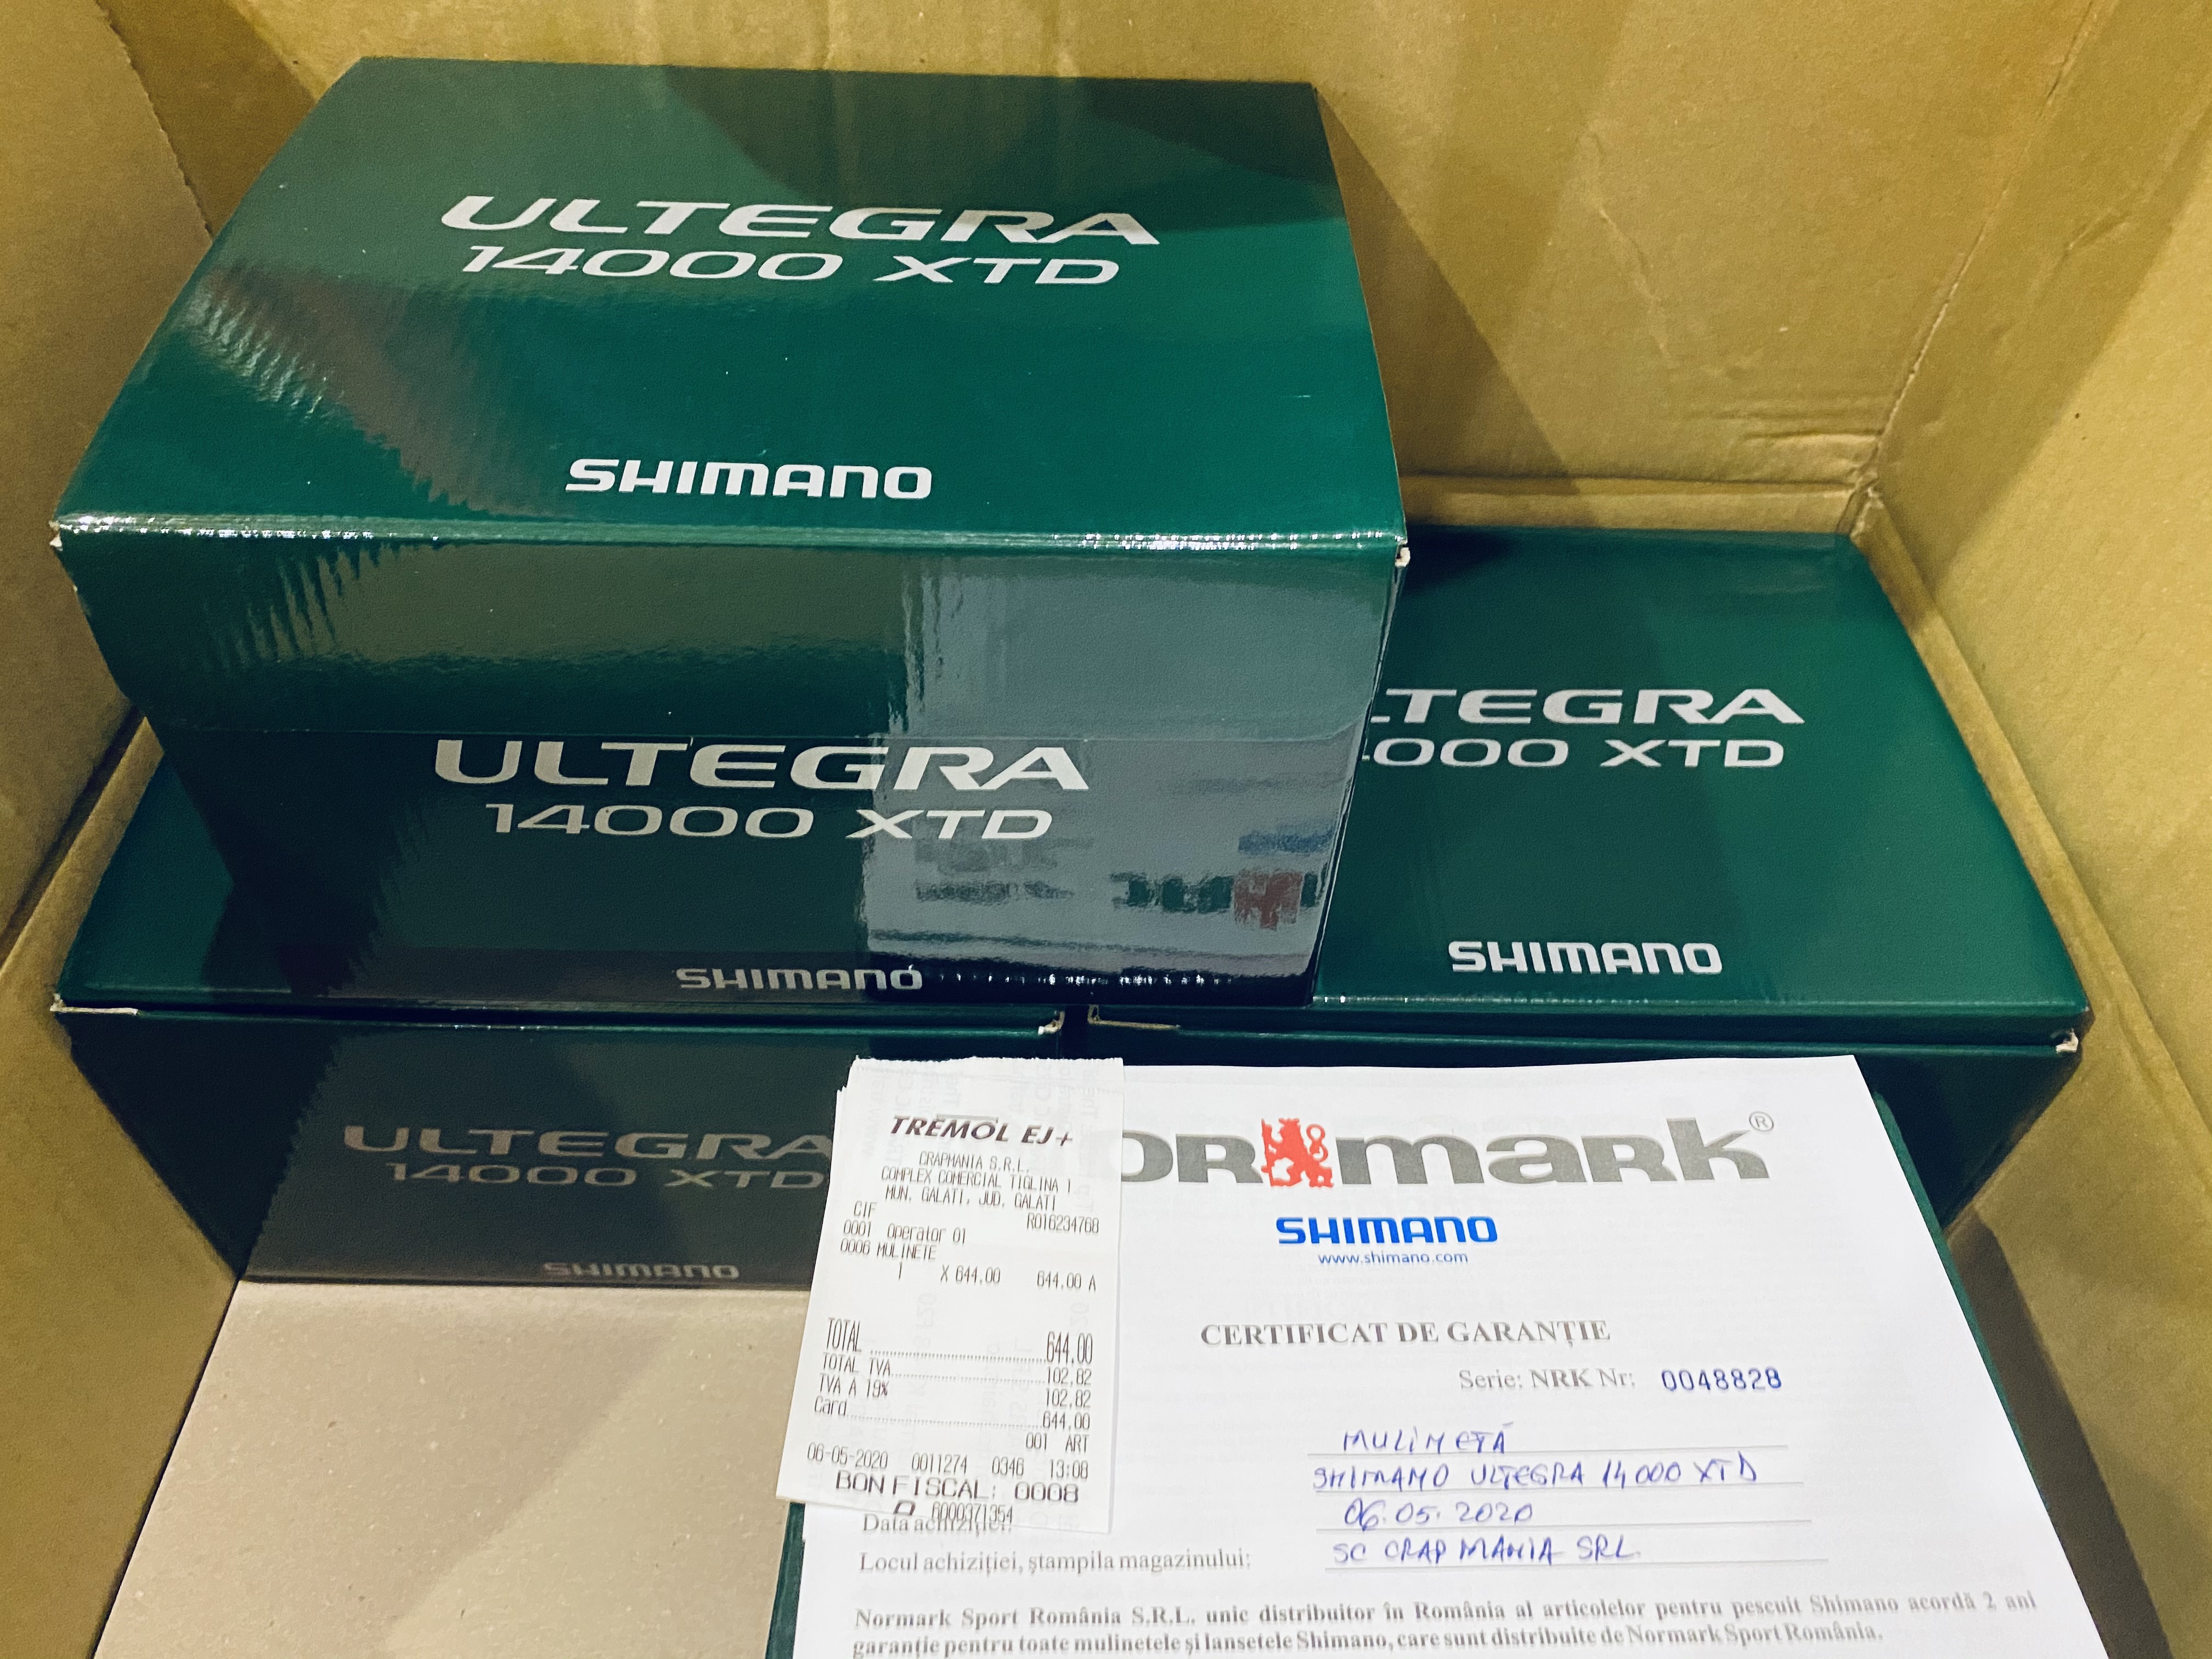 ULTEGRA
14000 XTD
SHIMANO
ULTEGRA
14000 XTD
SHIMANO
LTEGRA
000 XTD
SHIMANO
ULTEGRA
14000 XTD
SHIMANO
TREMOL EJ+
CRAPMANIA S.R.L.
COMPLEX COMERCIAL TIGLINA 1
MUN. GALATI, JUD. GALATI
CIF RO16234768
0001 Operator 01
0006 MULINETE
1 X 644.00 644.00 A
TOTAL 644.00
TOTAL TVA 102.82
TVA A 19% 102.82
Card 644.00
001 ART
06-05-2020 0011274 0346 13:08
BON FISCAL: 0008
6000371354
ORmark®
SHIMANO
www.shimano.com
CERTIFICAT DE GARANȚIE
Serie: NRK Nr: 0048828
MULINETĂ
SHIMANO ULTEGRA 14000 XTD
Data achiziției: 06.05.2020
Locul achiziției, ștampila magazinului: SC CRAP MANIA SRL
Normark Sport România S.R.L. unic distribuitor în România al articolelor pentru pescuit Shimano acordă 2 ani
garanție pentru toate mulinetele și lansetele Shimano, care sunt distribuite de Normark Sport România.